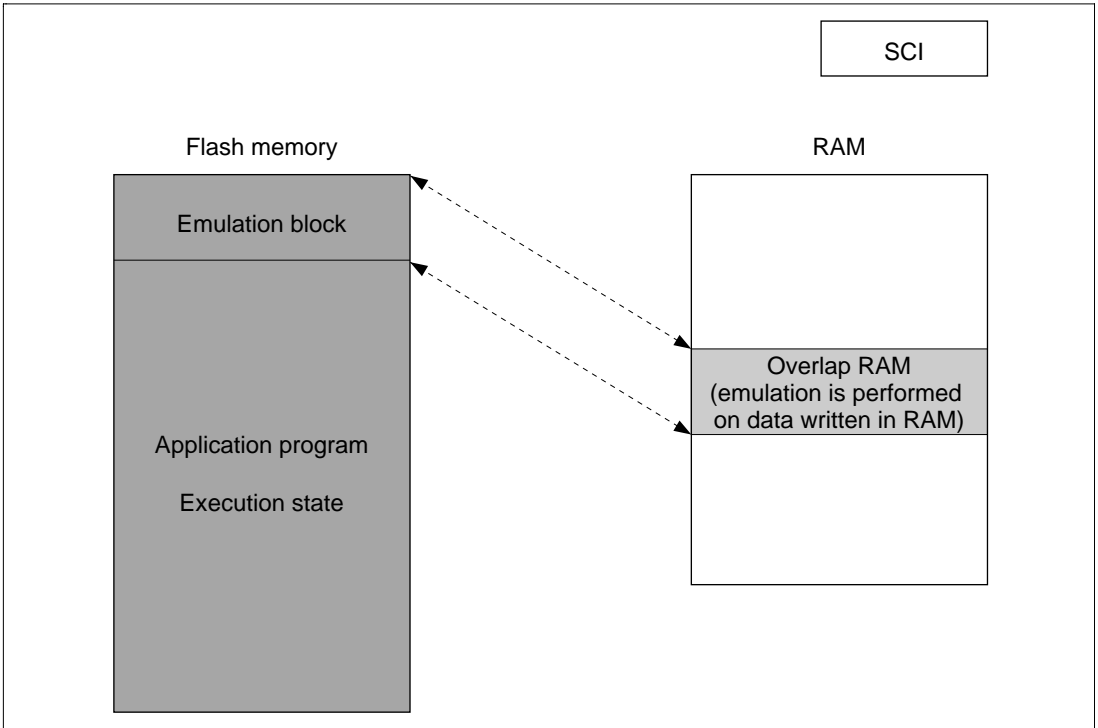 SCI
Flash memory
RAM
Emulation block
Overlap RAM
(emulation is performed
on data written in RAM)
Application program
Execution state